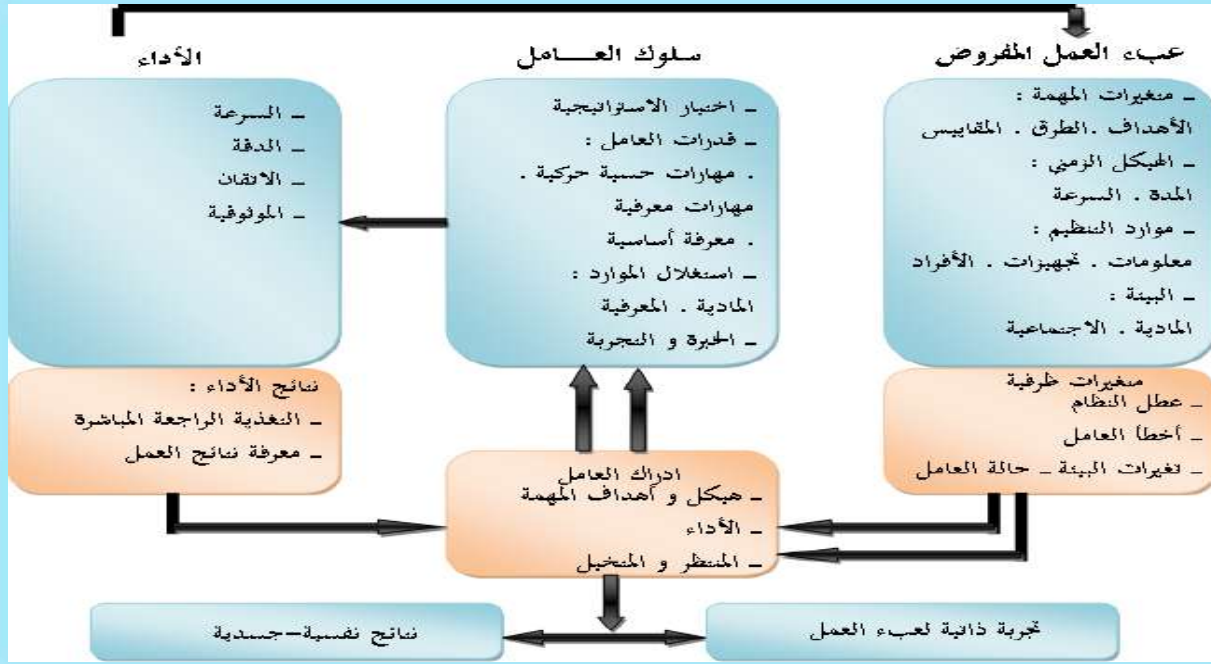 عبء العمل المفروض
– متغيرات المهمة :
الأهداف . الطرق . المقاييس
– الهيكل الزمني :
المدة . السرعة
– موارد التنظيم :
معلومات . تجهيزات . الأفراد
– البيئة :
المادية . الاجتماعية
متغيرات ظرفية
– عطل النظام
– أخطأ العامل
– تغيرات البيئة – حالة العامل
سلوك العـــامل
– اختيار الاستراتيجية
– قدرات العامل :
. مهارات حسية حركية .
مهارات معرفية
. معرفة أساسية
– استغلال الموارد :
المادية . المعرفية
– الخبرة و التجربة
الأداء
– السرعة
– الدقة
– الاتقان
– الموثوقية
نتائج الأداء :
– التغذية الراجعة المباشرة
– معرفة نتائج العمل
ادراك العامل
– هيكل و أهداف المهمة
– الأداء
– المنتظر و المتخيل
تجربة ذاتية لعبء العمل
نتائج نفسية–جسدية